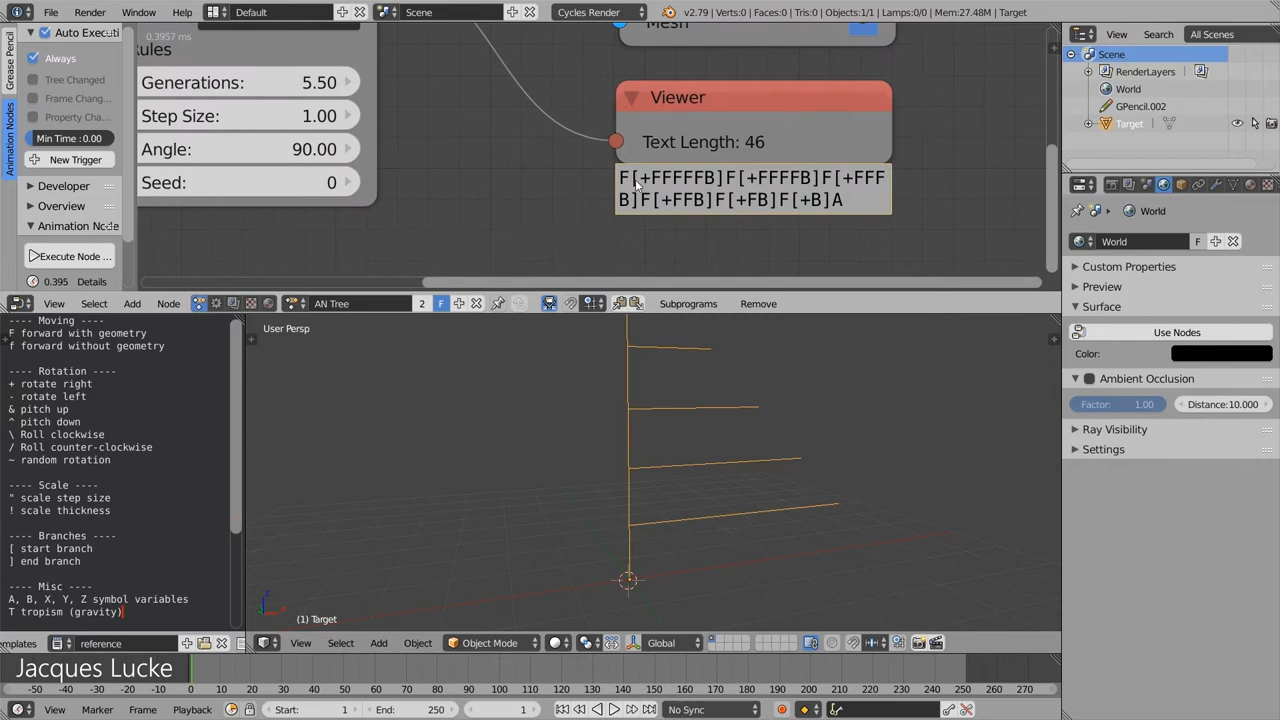 File Render Window Help Default Scene Cycles Render v2.79 | Verts:0 | Faces:0 | Tris:0 | Objects:1/1 | Lamps:0/0 | Mem:27.48M | Target
Grease Pencil
Animation Nodes
Auto Executi
Always
Tree Changed
Frame Chang...
Property Cha...
Min Time: 0.00
New Trigger
Developer
Overview
Animation Node
Execute Node ...
0.395 Details
0.3957 ms
Rules
Generations: 5.50
Step Size: 1.00
Angle: 90.00
Seed: 0
Mesh
Viewer
Text Length: 46
F[+FFFFFB]F[+FFFFB]F[+FFF
B]F[+FFB]F[+FB]F[+B]A
View Select Add Node AN Tree 2 F Subprograms Remove
---- Moving ----
F forward with geometry
f forward without geometry
---- Rotation ----
+ rotate right
- rotate left
& pitch up
^ pitch down
\ Roll clockwise
/ Roll counter-clockwise
~ random rotation
---- Scale ----
" scale step size
! scale thickness
---- Branches ----
[ start branch
] end branch
---- Misc ----
A, B, X, Y, Z symbol variables
T tropism (gravity)
emplates reference
User Persp
(1) Target
View Select Add Object Object Mode Global
Jacques Lucke
-50 -40 -30 -20 -10 0 10 20 30 40 50 60 70 80 90 100 110 120 130 140 150 160 170 180 190 200 210 220 230 240 250 260 270
View Marker Frame Playback Start: 1 End: 250 1 No Sync
View Search All Scenes
Scene
RenderLayers
World
GPencil.002
Target
World
World F
Custom Properties
Preview
Surface
Use Nodes
Color:
Ambient Occlusion
Factor: 1.00 Distance:10.000
Ray Visibility
Settings